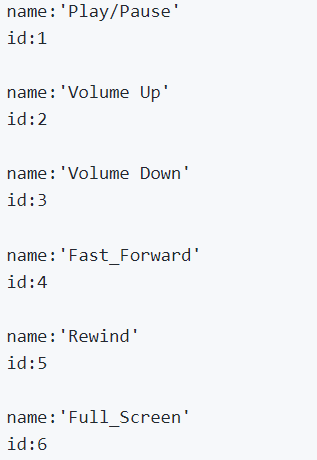 name:'Play/Pause'
id:1
name:'Volume Up'
id:2
name:'Volume Down'
id:3
name:'Fast_Forward'
id:4
name:'Rewind'
id:5
name:'Full_Screen'
id:6